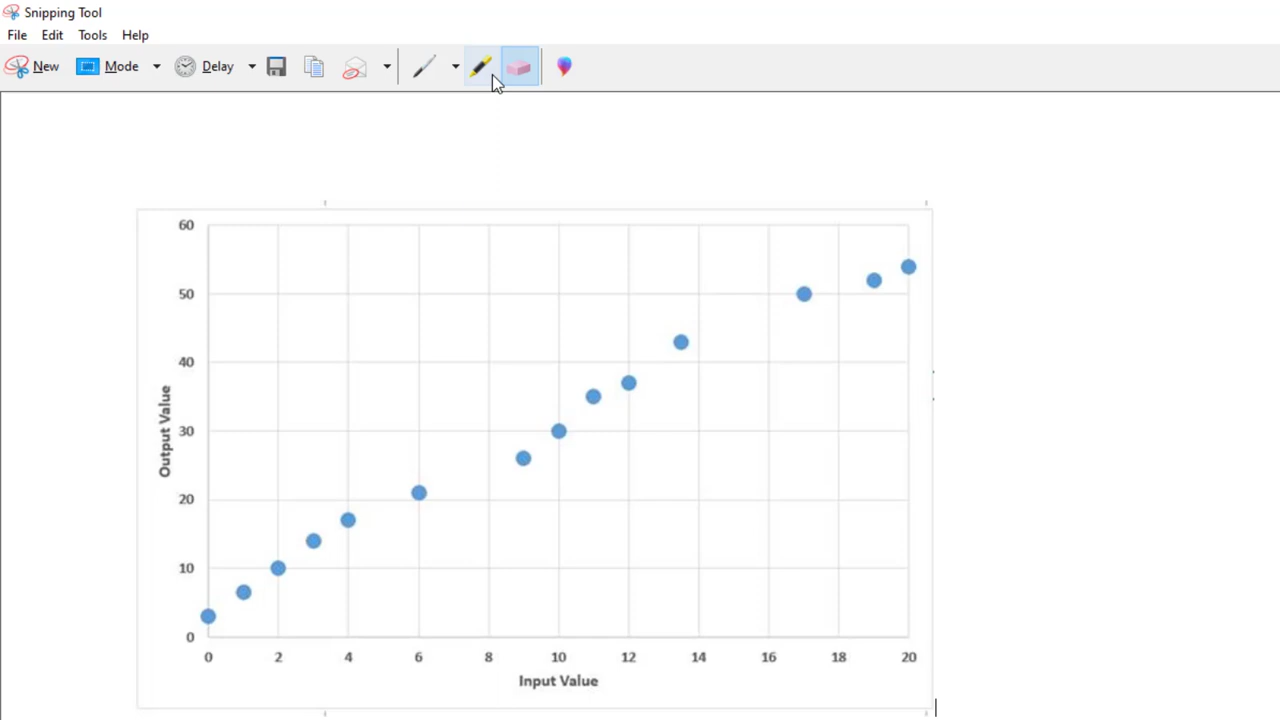 Snipping Tool
File Edit Tools Help
New Mode Delay
60
50
40
30
20
10
0
Output Value
0 2 4 6 8 10 12 14 16 18 20
Input Value